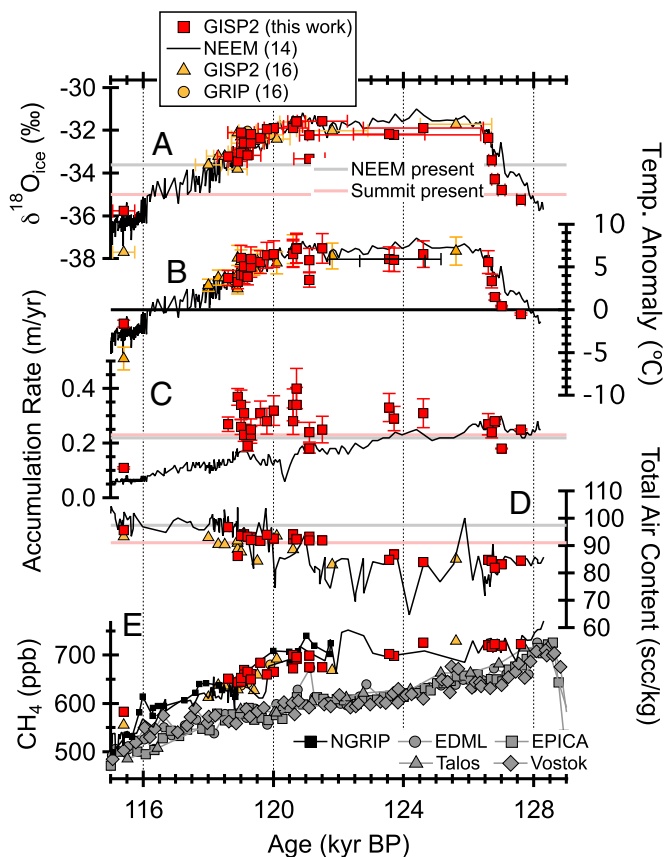 GISP2 (this work)
NEEM (14)
GISP2 (16)
GRIP (16)
-30
-32
-34
-36
-38
δ18Oice (‰)
A
NEEM present
Summit present
10
5
0
-5
-10
Temp. Anomaly (°C)
B
0.4
0.2
0.0
Accumulation Rate (m/yr)
C
110
100
90
80
70
60
Total Air Content (scc/kg)
D
E
700
600
500
CH4 (ppb)
NGRIP
EDML
EPICA
Talos
Vostok
116
120
124
128
Age (kyr BP)